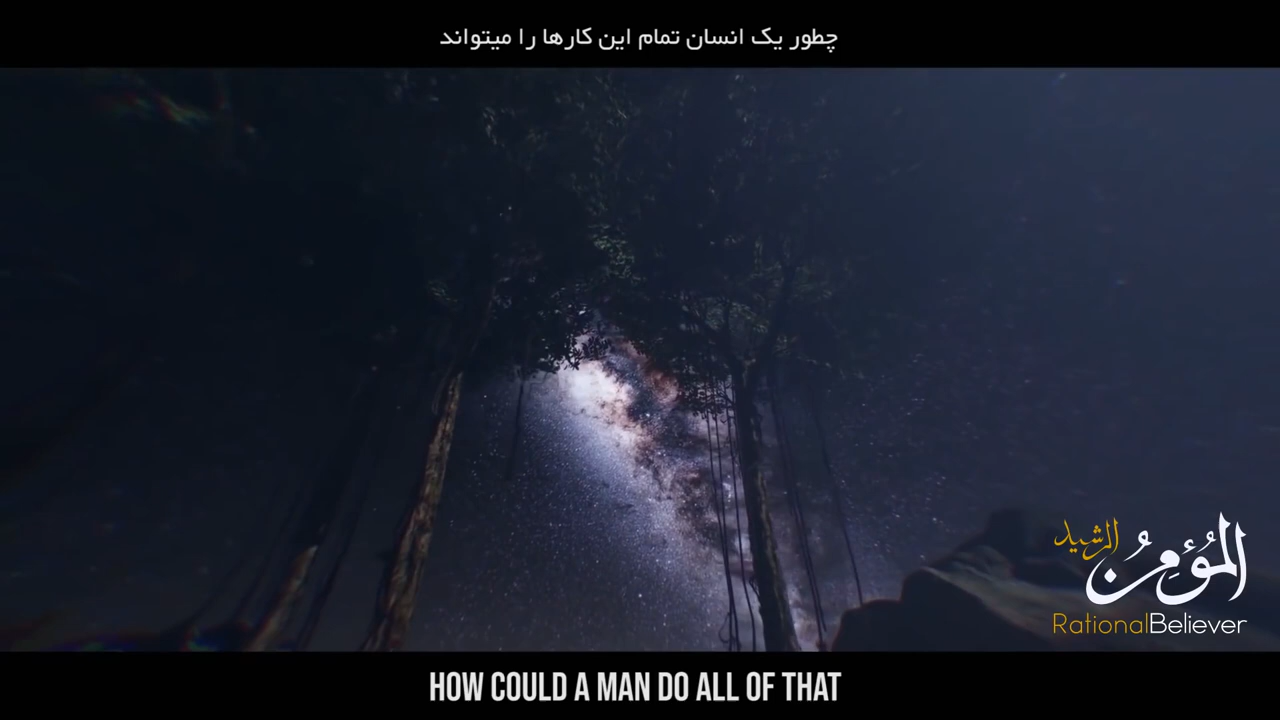 چطور یک انسان تمام این کارها را میتواند
المؤمن الرشيد
RationalBeliever
HOW COULD A MAN DO ALL OF THAT